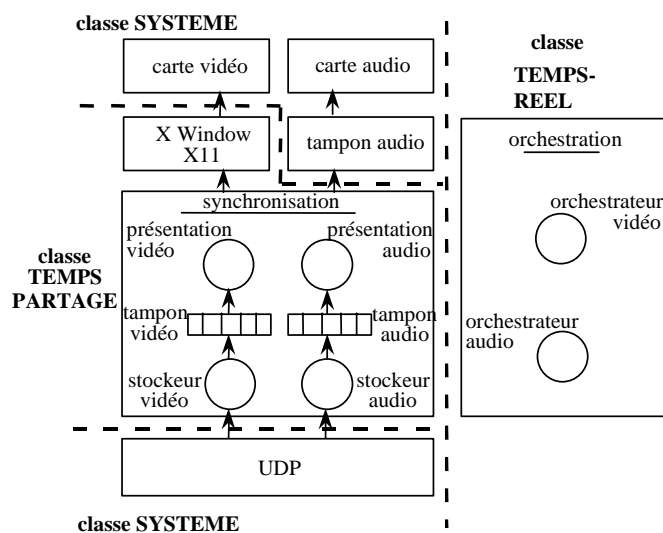 classe SYSTEME
carte vidéo
carte audio
classe
TEMPS-
REEL
X Window
X11
tampon audio
orchestration
synchronisation
présentation
vidéo
présentation
audio
orchestrateur
vidéo
classe
TEMPS
PARTAGE
tampon
vidéo
tampon
audio
orchestrateur
audio
stockeur
vidéo
stockeur
audio
UDP
classe SYSTEME